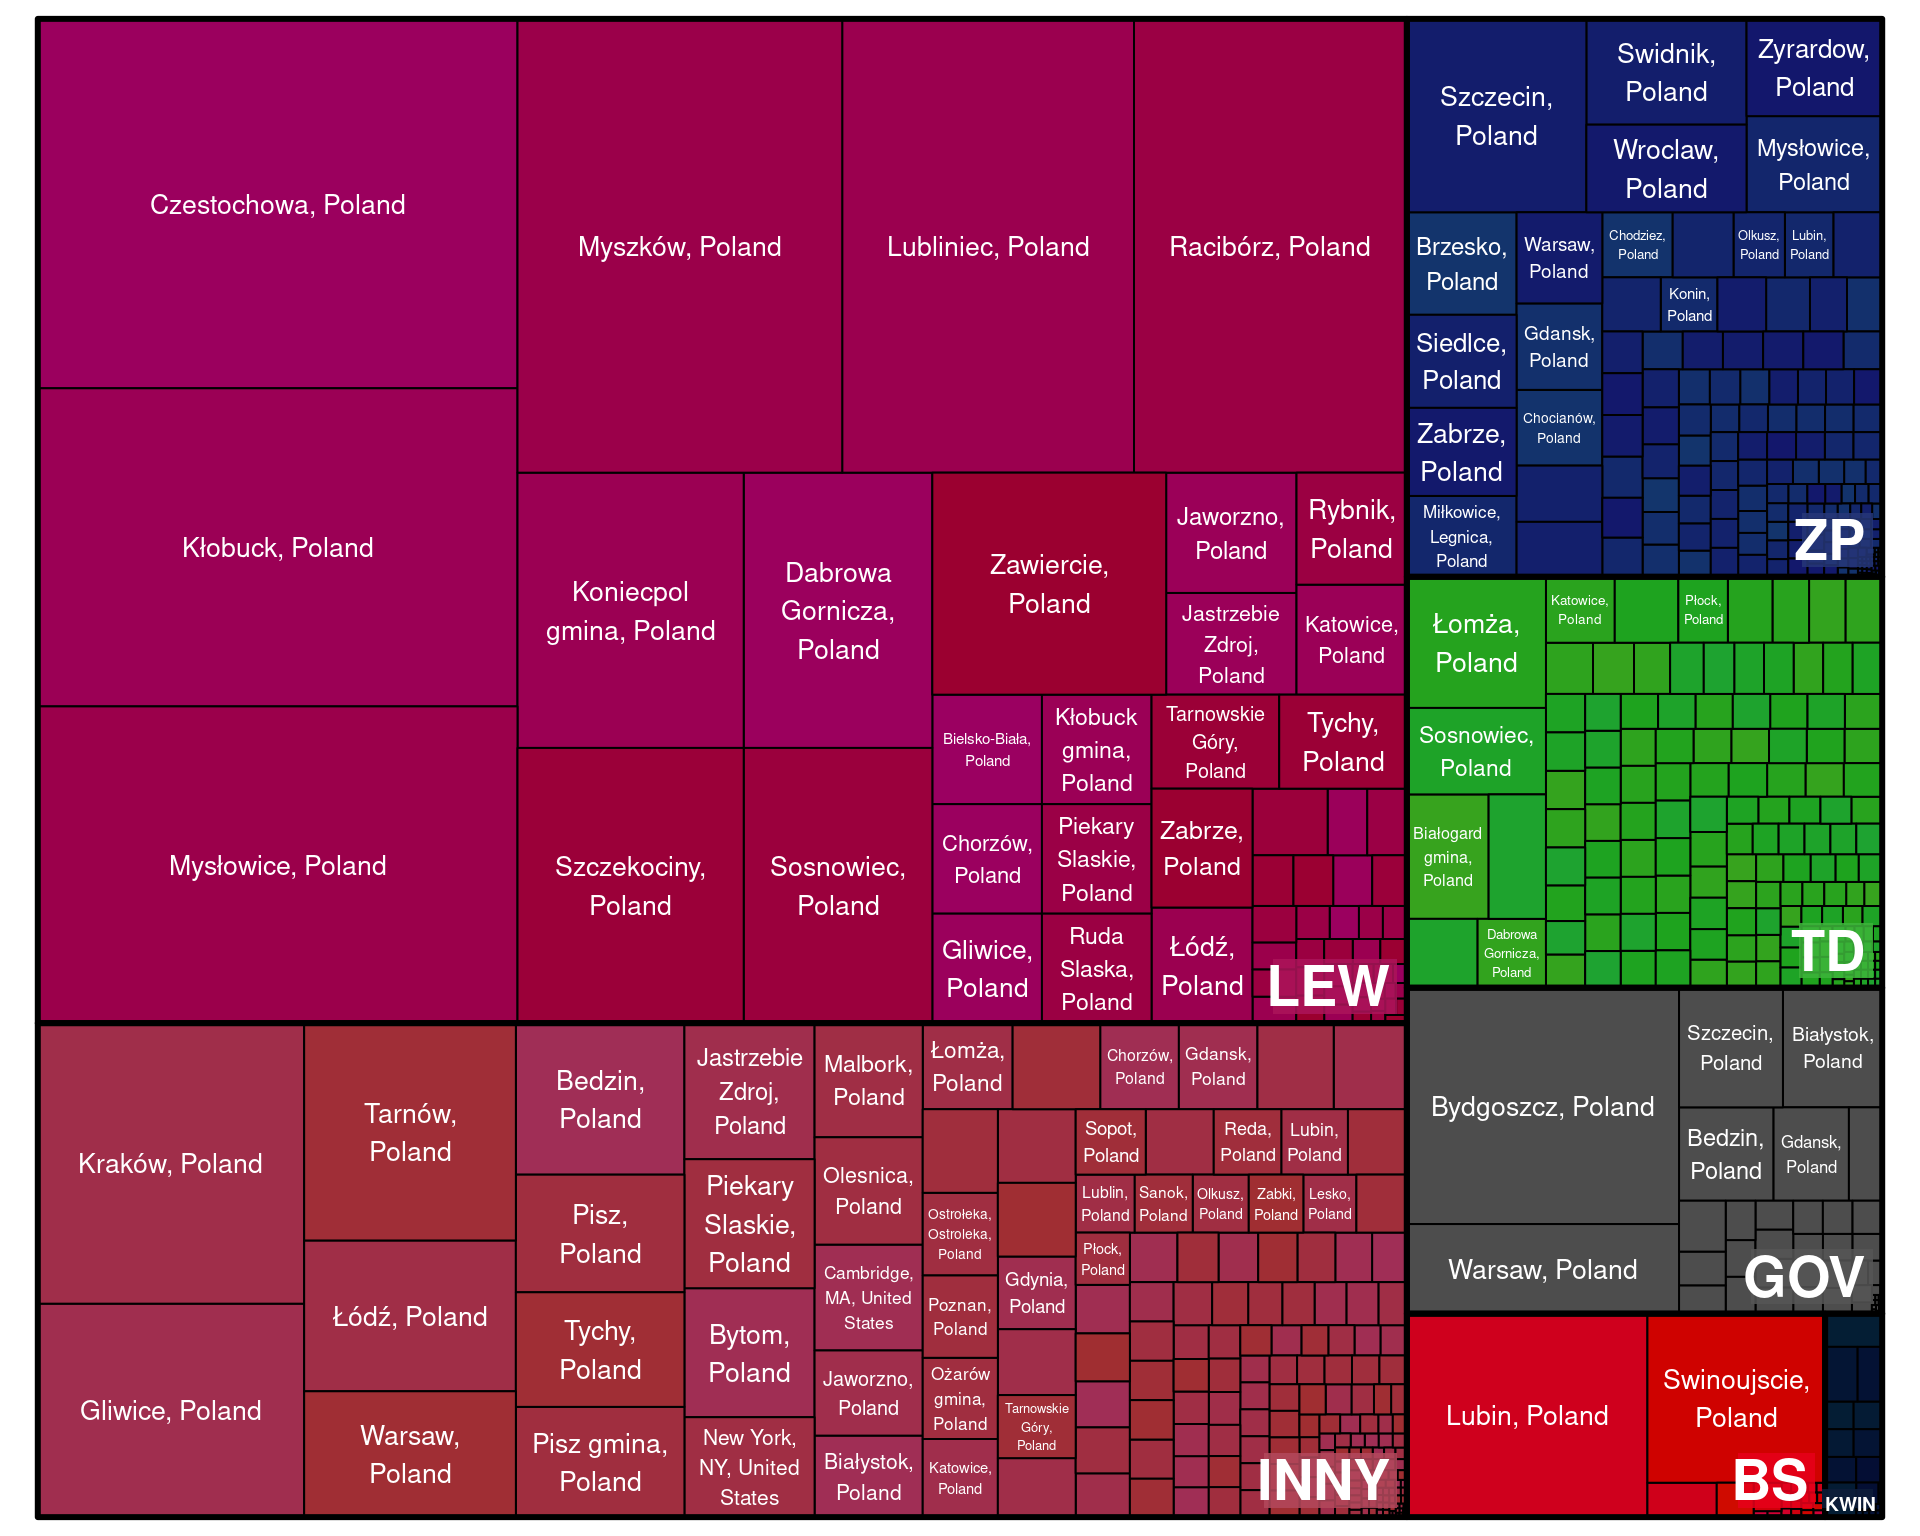 Czestochowa, Poland
Kłobuck, Poland
Mysłowice, Poland
Myszków, Poland
Lubliniec, Poland
Racibórz, Poland
Koniecpol
gmina, Poland
Dabrowa
Gornicza,
Poland
Szczekociny,
Poland
Sosnowiec,
Poland
Zawiercie,
Poland
Jaworzno,
Poland
Rybnik,
Poland
Jastrzebie
Zdroj,
Poland
Katowice,
Poland
Bielsko-Biała,
Poland
Kłobuck
gmina,
Poland
Tarnowskie
Góry,
Poland
Tychy,
Poland
Chorzów,
Poland
Piekary
Slaskie,
Poland
Zabrze,
Poland
Gliwice,
Poland
Ruda
Slaska,
Poland
Łódź,
Poland
LEW
Szczecin,
Poland
Swidnik,
Poland
Zyrardow,
Poland
Wroclaw,
Poland
Mysłowice,
Poland
Brzesko,
Poland
Warsaw,
Poland
Chodziez,
Poland
Olkusz,
Poland
Lubin,
Poland
Konin,
Poland
Siedlce,
Poland
Gdansk,
Poland
Zabrze,
Poland
Chocianów,
Poland
Miłkowice,
Legnica,
Poland
ZP
Łomża,
Poland
Katowice,
Poland
Płock,
Poland
Sosnowiec,
Poland
Białogard
gmina,
Poland
Dabrowa
Gornicza,
Poland
TD
Bydgoszcz, Poland
Szczecin,
Poland
Białystok,
Poland
Bedzin,
Poland
Gdansk,
Poland
Warsaw, Poland
GOV
Kraków, Poland
Gliwice, Poland
Tarnów,
Poland
Łódź, Poland
Warsaw,
Poland
Bedzin,
Poland
Pisz,
Poland
Tychy,
Poland
Pisz gmina,
Poland
Jastrzebie
Zdroj,
Poland
Piekary
Slaskie,
Poland
Bytom,
Poland
New York,
NY, United
States
Malbork,
Poland
Olesnica,
Poland
Cambridge,
MA, United
States
Jaworzno,
Poland
Białystok,
Poland
Łomża,
Poland
Chorzów,
Poland
Gdansk,
Poland
Ostrołeka,
Ostroleka,
Poland
Poznan,
Poland
Ożarów
gmina,
Poland
Katowice,
Poland
Gdynia,
Poland
Tarnowskie
Góry,
Poland
Sopot,
Poland
Reda,
Poland
Lubin,
Poland
Lublin,
Poland
Sanok,
Poland
Olkusz,
Poland
Zabki,
Poland
Lesko,
Poland
Płock,
Poland
INNY
Lubin, Poland
Swinoujscie,
Poland
BS
KWIN